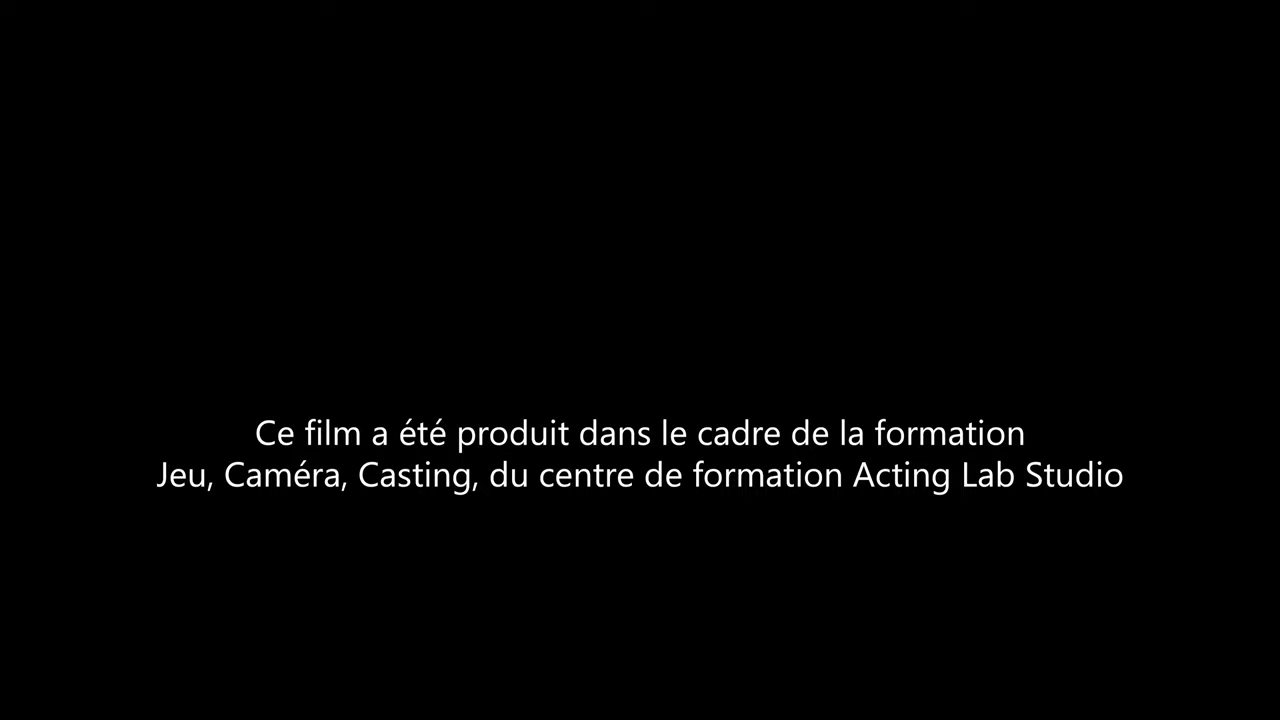 Ce film a été produit dans le cadre de la formation
Jeu, Caméra, Casting, du centre de formation Acting Lab Studio